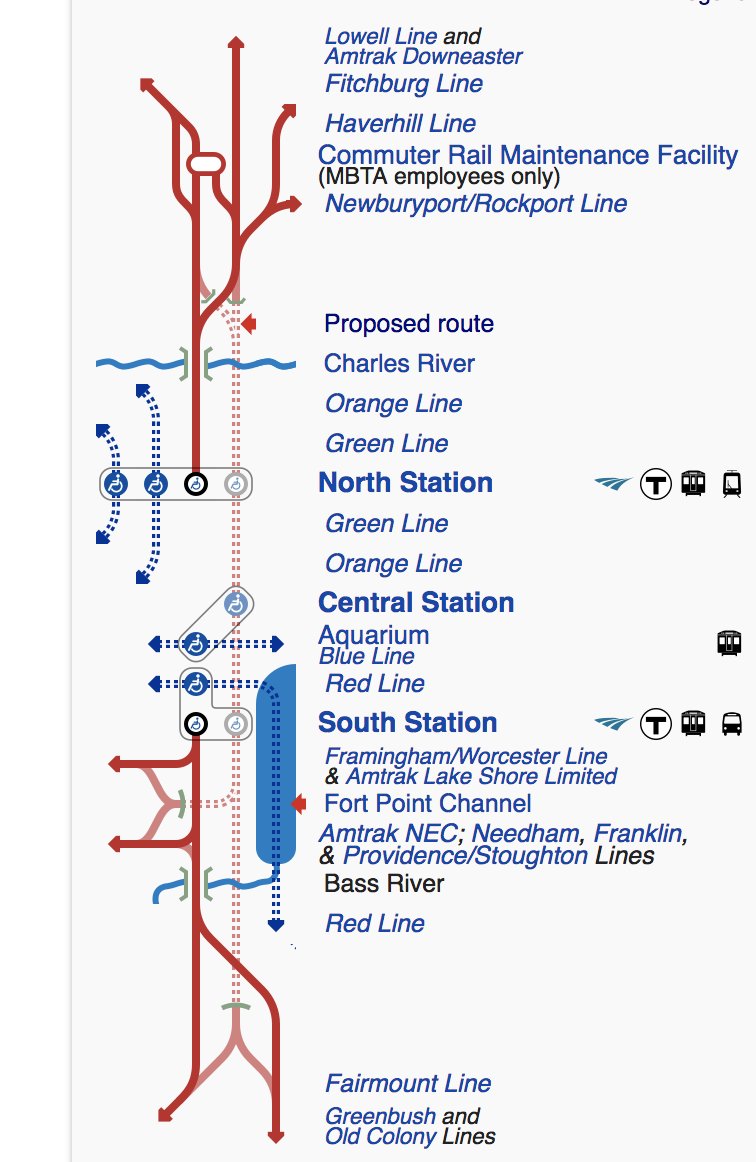 Lowell Line and
Amtrak Downeaster
Fitchburg Line
Haverhill Line
Commuter Rail Maintenance Facility
(MBTA employees only)
Newburyport/Rockport Line
Proposed route
Charles River
Orange Line
Green Line
North Station
T
Green Line
Orange Line
Central Station
Aquarium
Blue Line
Red Line
South Station
T
Framingham/Worcester Line
& Amtrak Lake Shore Limited
Fort Point Channel
Amtrak NEC; Needham, Franklin,
& Providence/Stoughton Lines
Bass River
Red Line
Fairmount Line
Greenbush and
Old Colony Lines